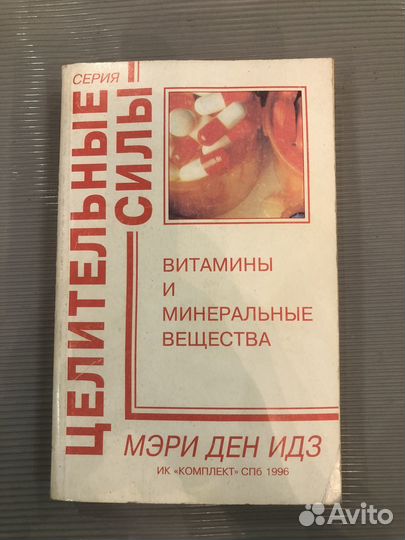 СЕРИЯ
ЦЕЛИТЕЛЬНЫЕ
СИЛЫ
ВИТАМИНЫ
И
МИНЕРАЛЬНЫЕ
ВЕЩЕСТВА
МЭРИ ДЕН ИДЗ
ИК «КОМПЛЕКТ» СПб 1996
Avito